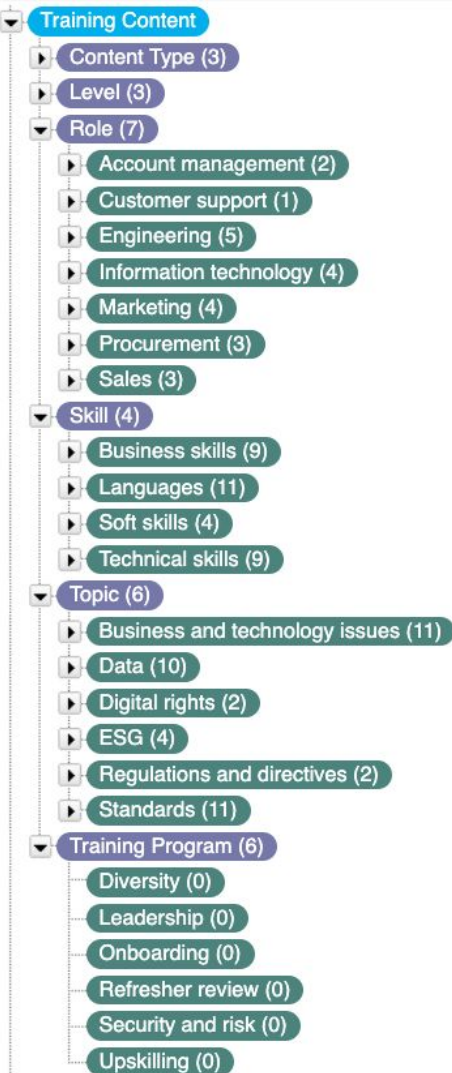 Training Content
Content Type (3)
Level (3)
Role (7)
Account management (2)
Customer support (1)
Engineering (5)
Information technology (4)
Marketing (4)
Procurement (3)
Sales (3)
Skill (4)
Business skills (9)
Languages (11)
Soft skills (4)
Technical skills (9)
Topic (6)
Business and technology issues (11)
Data (10)
Digital rights (2)
ESG (4)
Regulations and directives (2)
Standards (11)
Training Program (6)
Diversity (0)
Leadership (0)
Onboarding (0)
Refresher review (0)
Security and risk (0)
Upskilling (0)